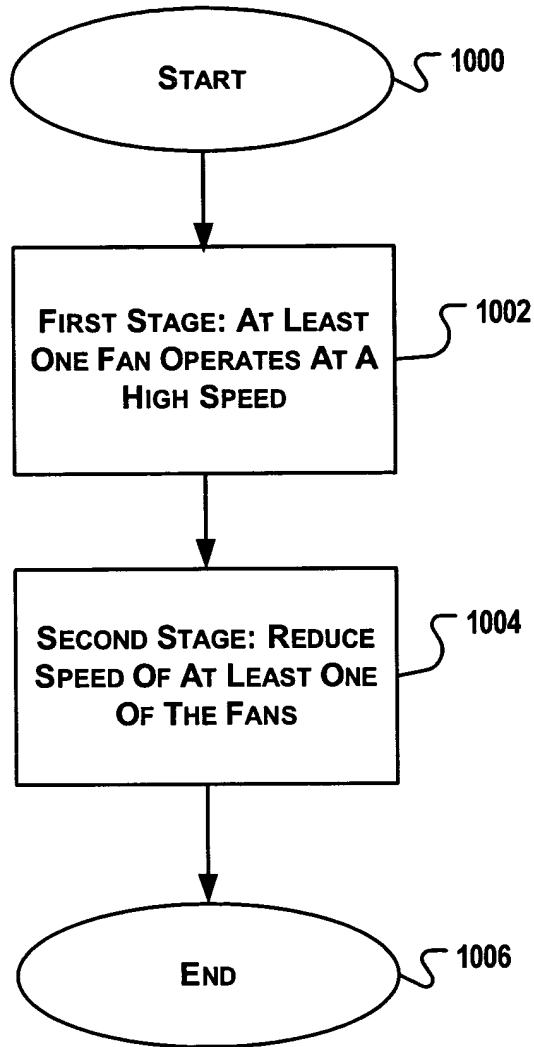 START
1000
FIRST STAGE: AT LEAST
ONE FAN OPERATES AT A
HIGH SPEED
1002
SECOND STAGE: REDUCE
SPEED OF AT LEAST ONE
OF THE FANS
1004
END
1006